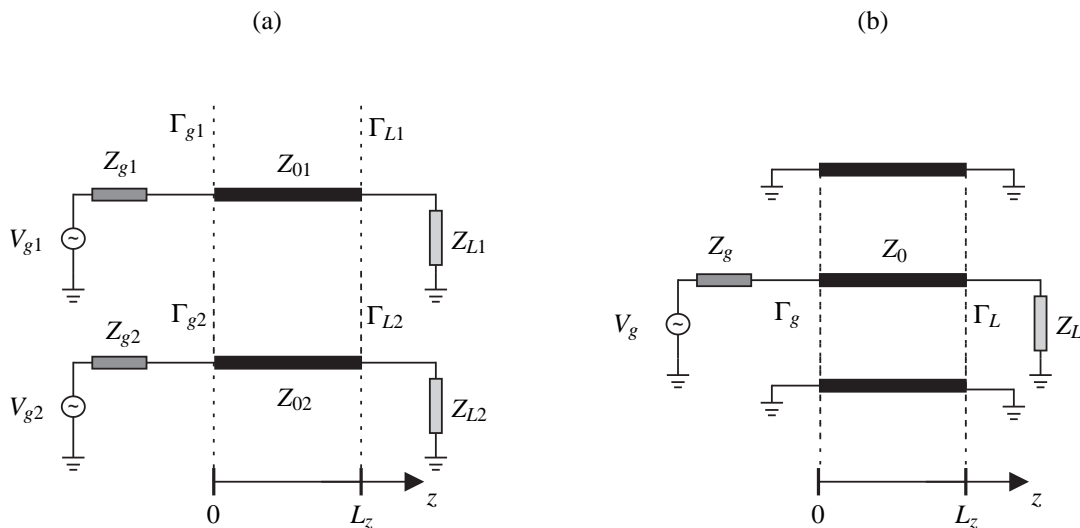 (a)
(b)
Γg1
ΓL1
Zg1
Z01
Vg1
~
ZL1
Γg2
ΓL2
Zg2
Vg2
~
Z02
ZL2
0
Lz
z
Zg
Z0
Γg
ΓL
Vg
~
ZL
0
Lz
z